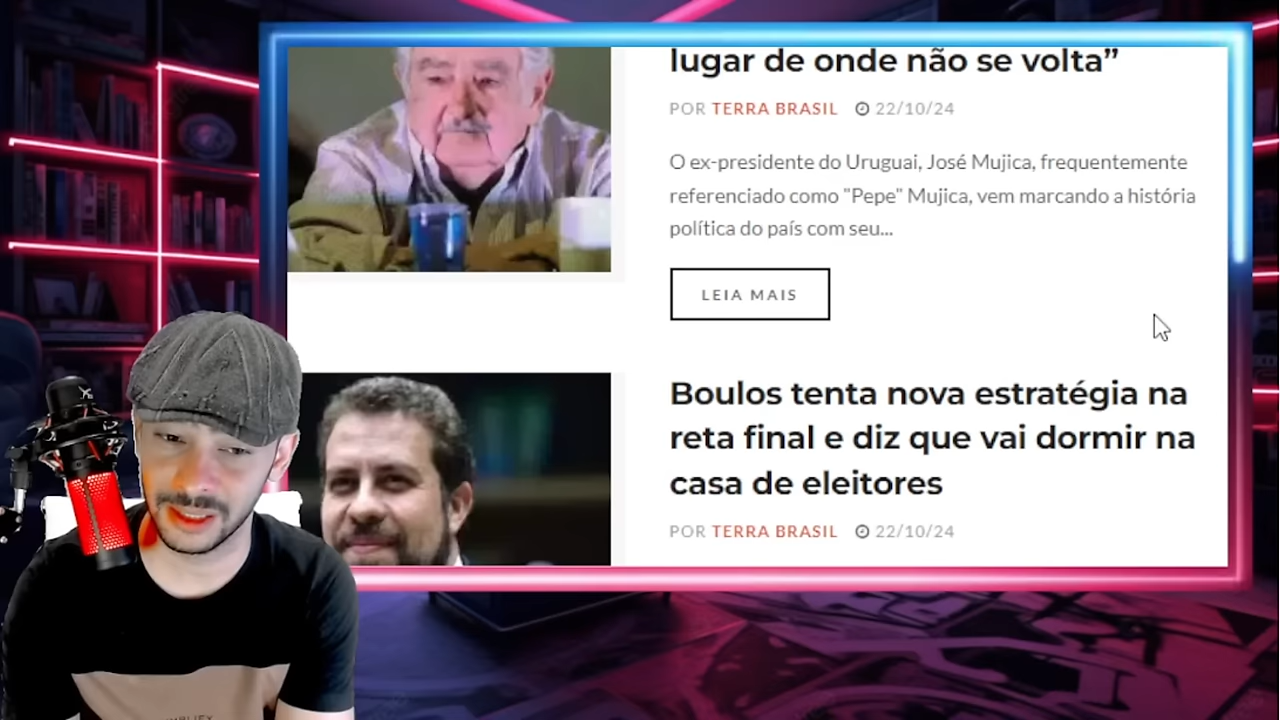 lugar de onde não se volta”
POR TERRA BRASIL 22/10/24
O ex-presidente do Uruguai, José Mujica, frequentemente
referenciado como "Pepe" Mujica, vem marcando a história
política do país com seu...
LEIA MAIS
Boulos tenta nova estratégia na
reta final e diz que vai dormir na
casa de eleitores
POR TERRA BRASIL 22/10/24